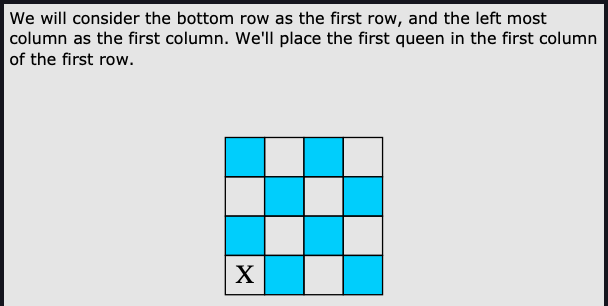 We will consider the bottom row as the first row, and the left most
column as the first column. We'll place the first queen in the first column
of the first row.
X